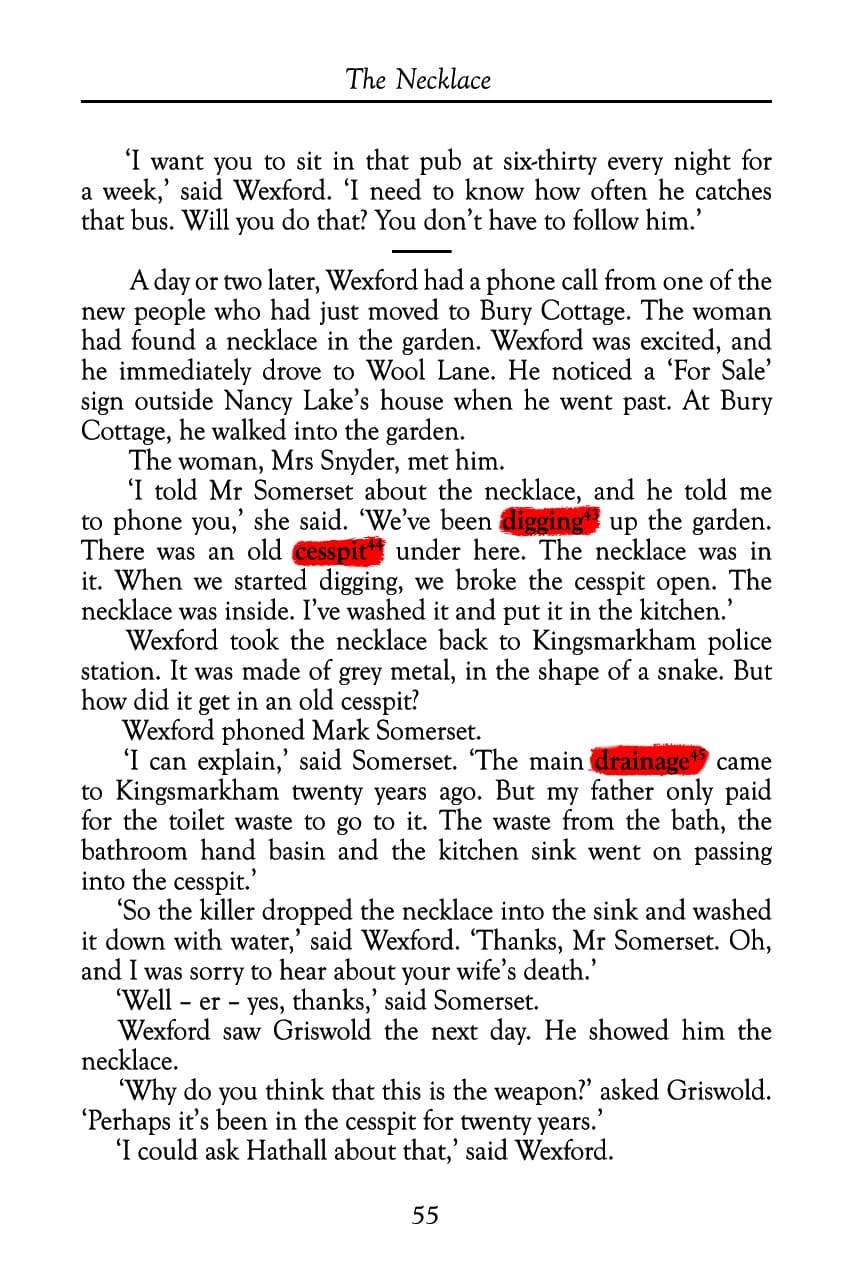 The Necklace
‘I want you to sit in that pub at six-thirty every night for
a week,’ said Wexford. ‘I need to know how often he catches
that bus. Will you do that? You don’t have to follow him.’
A day or two later, Wexford had a phone call from one of the
new people who had just moved to Bury Cottage. The woman
had found a necklace in the garden. Wexford was excited, and
he immediately drove to Wool Lane. He noticed a ‘For Sale’
sign outside Nancy Lake’s house when he went past. At Bury
Cottage, he walked into the garden.
The woman, Mrs Snyder, met him.
‘I told Mr Somerset about the necklace, and he told me
to phone you,’ she said. ‘We’ve been digging⁴³ up the garden.
There was an old cesspit⁴⁴ under here. The necklace was in
it. When we started digging, we broke the cesspit open. The
necklace was inside. I’ve washed it and put it in the kitchen.’
Wexford took the necklace back to Kingsmarkham police
station. It was made of grey metal, in the shape of a snake. But
how did it get in an old cesspit?
Wexford phoned Mark Somerset.
‘I can explain,’ said Somerset. ‘The main drainage⁴⁵ came
to Kingsmarkham twenty years ago. But my father only paid
for the toilet waste to go to it. The waste from the bath, the
bathroom hand basin and the kitchen sink went on passing
into the cesspit.’
‘So the killer dropped the necklace into the sink and washed
it down with water,’ said Wexford. ‘Thanks, Mr Somerset. Oh,
and I was sorry to hear about your wife’s death.’
‘Well – er – yes, thanks,’ said Somerset.
Wexford saw Griswold the next day. He showed him the
necklace.
‘Why do you think that this is the weapon?’ asked Griswold.
‘Perhaps it’s been in the cesspit for twenty years.’
‘I could ask Hathall about that,’ said Wexford.
55